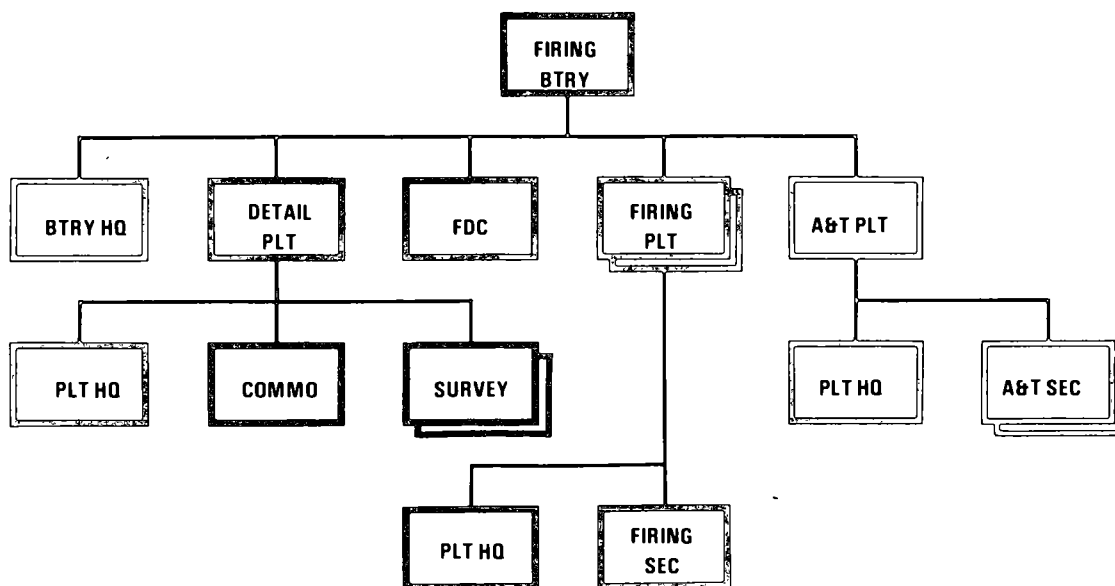 FIRING
BTRY
BTRY HQ
DETAIL
PLT
FDC
FIRING
PLT
A&T PLT
PLT HQ
COMMO
SURVEY
PLT HQ
A&T SEC
PLT HQ
FIRING
SEC